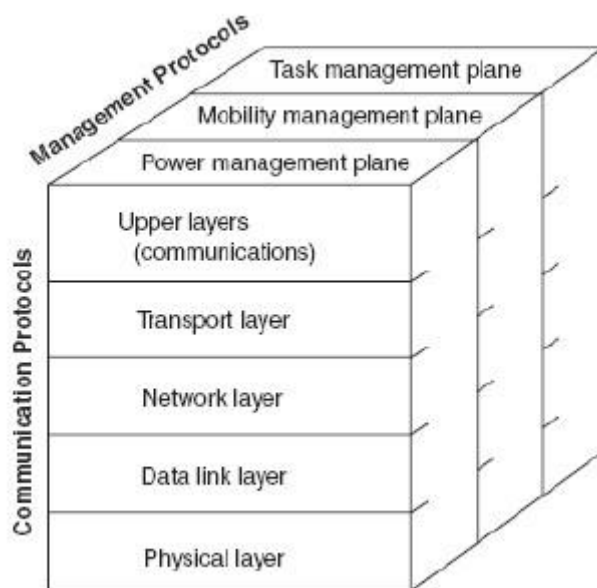 Management Protocols
Task management plane
Mobility management plane
Power management plane
Communication Protocols
Upper layers
(communications)
Transport layer
Network layer
Data link layer
Physical layer